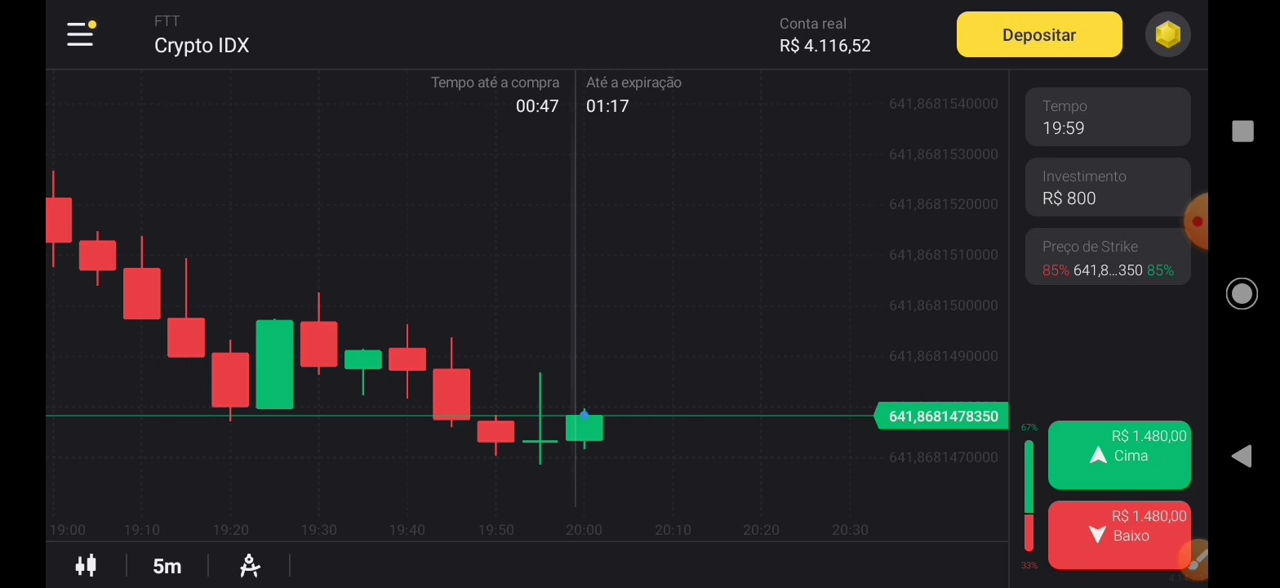 FTT
Crypto IDX
Conta real
R$ 4.116,52
Depositar
Tempo até a compra
00:47
Até a expiração
01:17
641,8681540000
641,8681530000
641,8681520000
641,8681510000
641,8681500000
641,8681490000
641,8681478350
641,8681470000
Tempo
19:59
Investimento
R$ 800
Preço de Strike
85% 641,8...350 85%
67%
R$ 1.480,00
Cima
R$ 1.480,00
Baixo
33%
19:00 19:10 19:20 19:30 19:40 19:50 20:00 20:10 20:20 20:30
5m